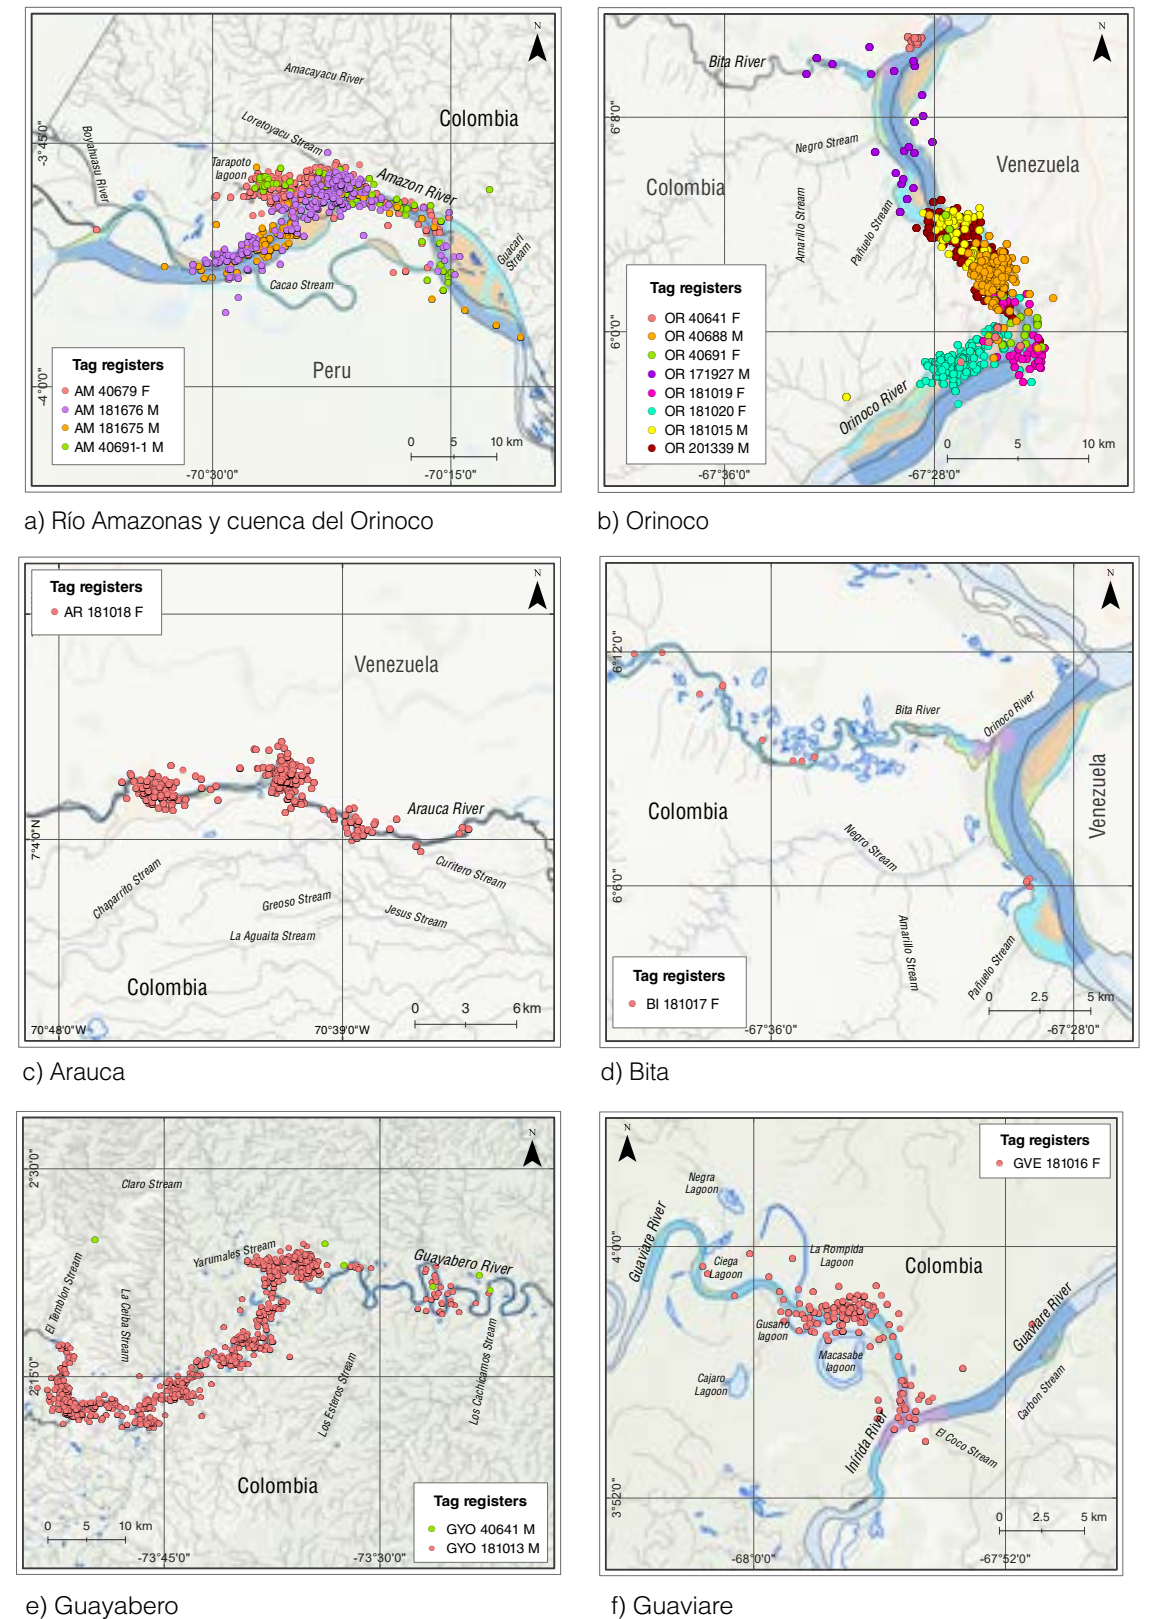 N
Amacayacu River
Colombia
Loretoyacu Stream
-3°45'0"
Boyahuasu River
Tarapoto
lagoon
Amazon River
Guacari
Stream
Cacao Stream
Peru
Tag registers
AM 40679 F
AM 181676 M
AM 181675 M
AM 40691-1 M
-4°0'0"
0 5 10 km
-70°30'0" -70°15'0"
a) Río Amazonas y cuenca del Orinoco
N
Bita River
6°8'0"
Negro Stream
Venezuela
Colombia
Amarillo Stream
Pañuelo Stream
Tag registers
OR 40641 F
OR 40688 M
OR 40691 F
OR 171927 M
OR 181019 F
OR 181020 F
OR 181015 M
OR 201339 M
6°0'0"
Orinoco River
0 5 10 km
-67°36'0" -67°28'0"
b) Orinoco
Tag registers
AR 181018 F
N
Venezuela
Arauca River
7°4'0"N
Chaparrito Stream
Curitero Stream
Greoso Stream
Jesus Stream
La Aguaita Stream
Colombia
0 3 6 km
70°48'0"W 70°39'0"W
c) Arauca
N
6°12'0"
Bita River
Orinoco River
Colombia
Venezuela
Negro Stream
6°6'0"
Amarillo Stream
Pañuelo Stream
Tag registers
BI 181017 F
0 2.5 5 km
-67°36'0" -67°28'0"
d) Bita
N
2°30'0"
Claro Stream
Yarumales Stream
Guayabero River
El Temblon Stream
La Ceiba Stream
2°15'0"
Los Esteros Stream
Los Cachicamos Stream
Colombia
Tag registers
GYO 40641 M
GYO 181013 M
0 5 10 km
-73°45'0" -73°30'0"
e) Guayabero
N
Tag registers
GVE 181016 F
Negra
Lagoon
Guaviare River
4°0'0"
La Rompida
Lagoon
Ciega
Lagoon
Colombia
Gusano
lagoon
Guaviare River
Macasabe
lagoon
Cajaro
Lagoon
Carbon Stream
Inírida River
El Coco Stream
3°52'0"
0 2.5 5 km
-68°0'0" -67°52'0"
f) Guaviare